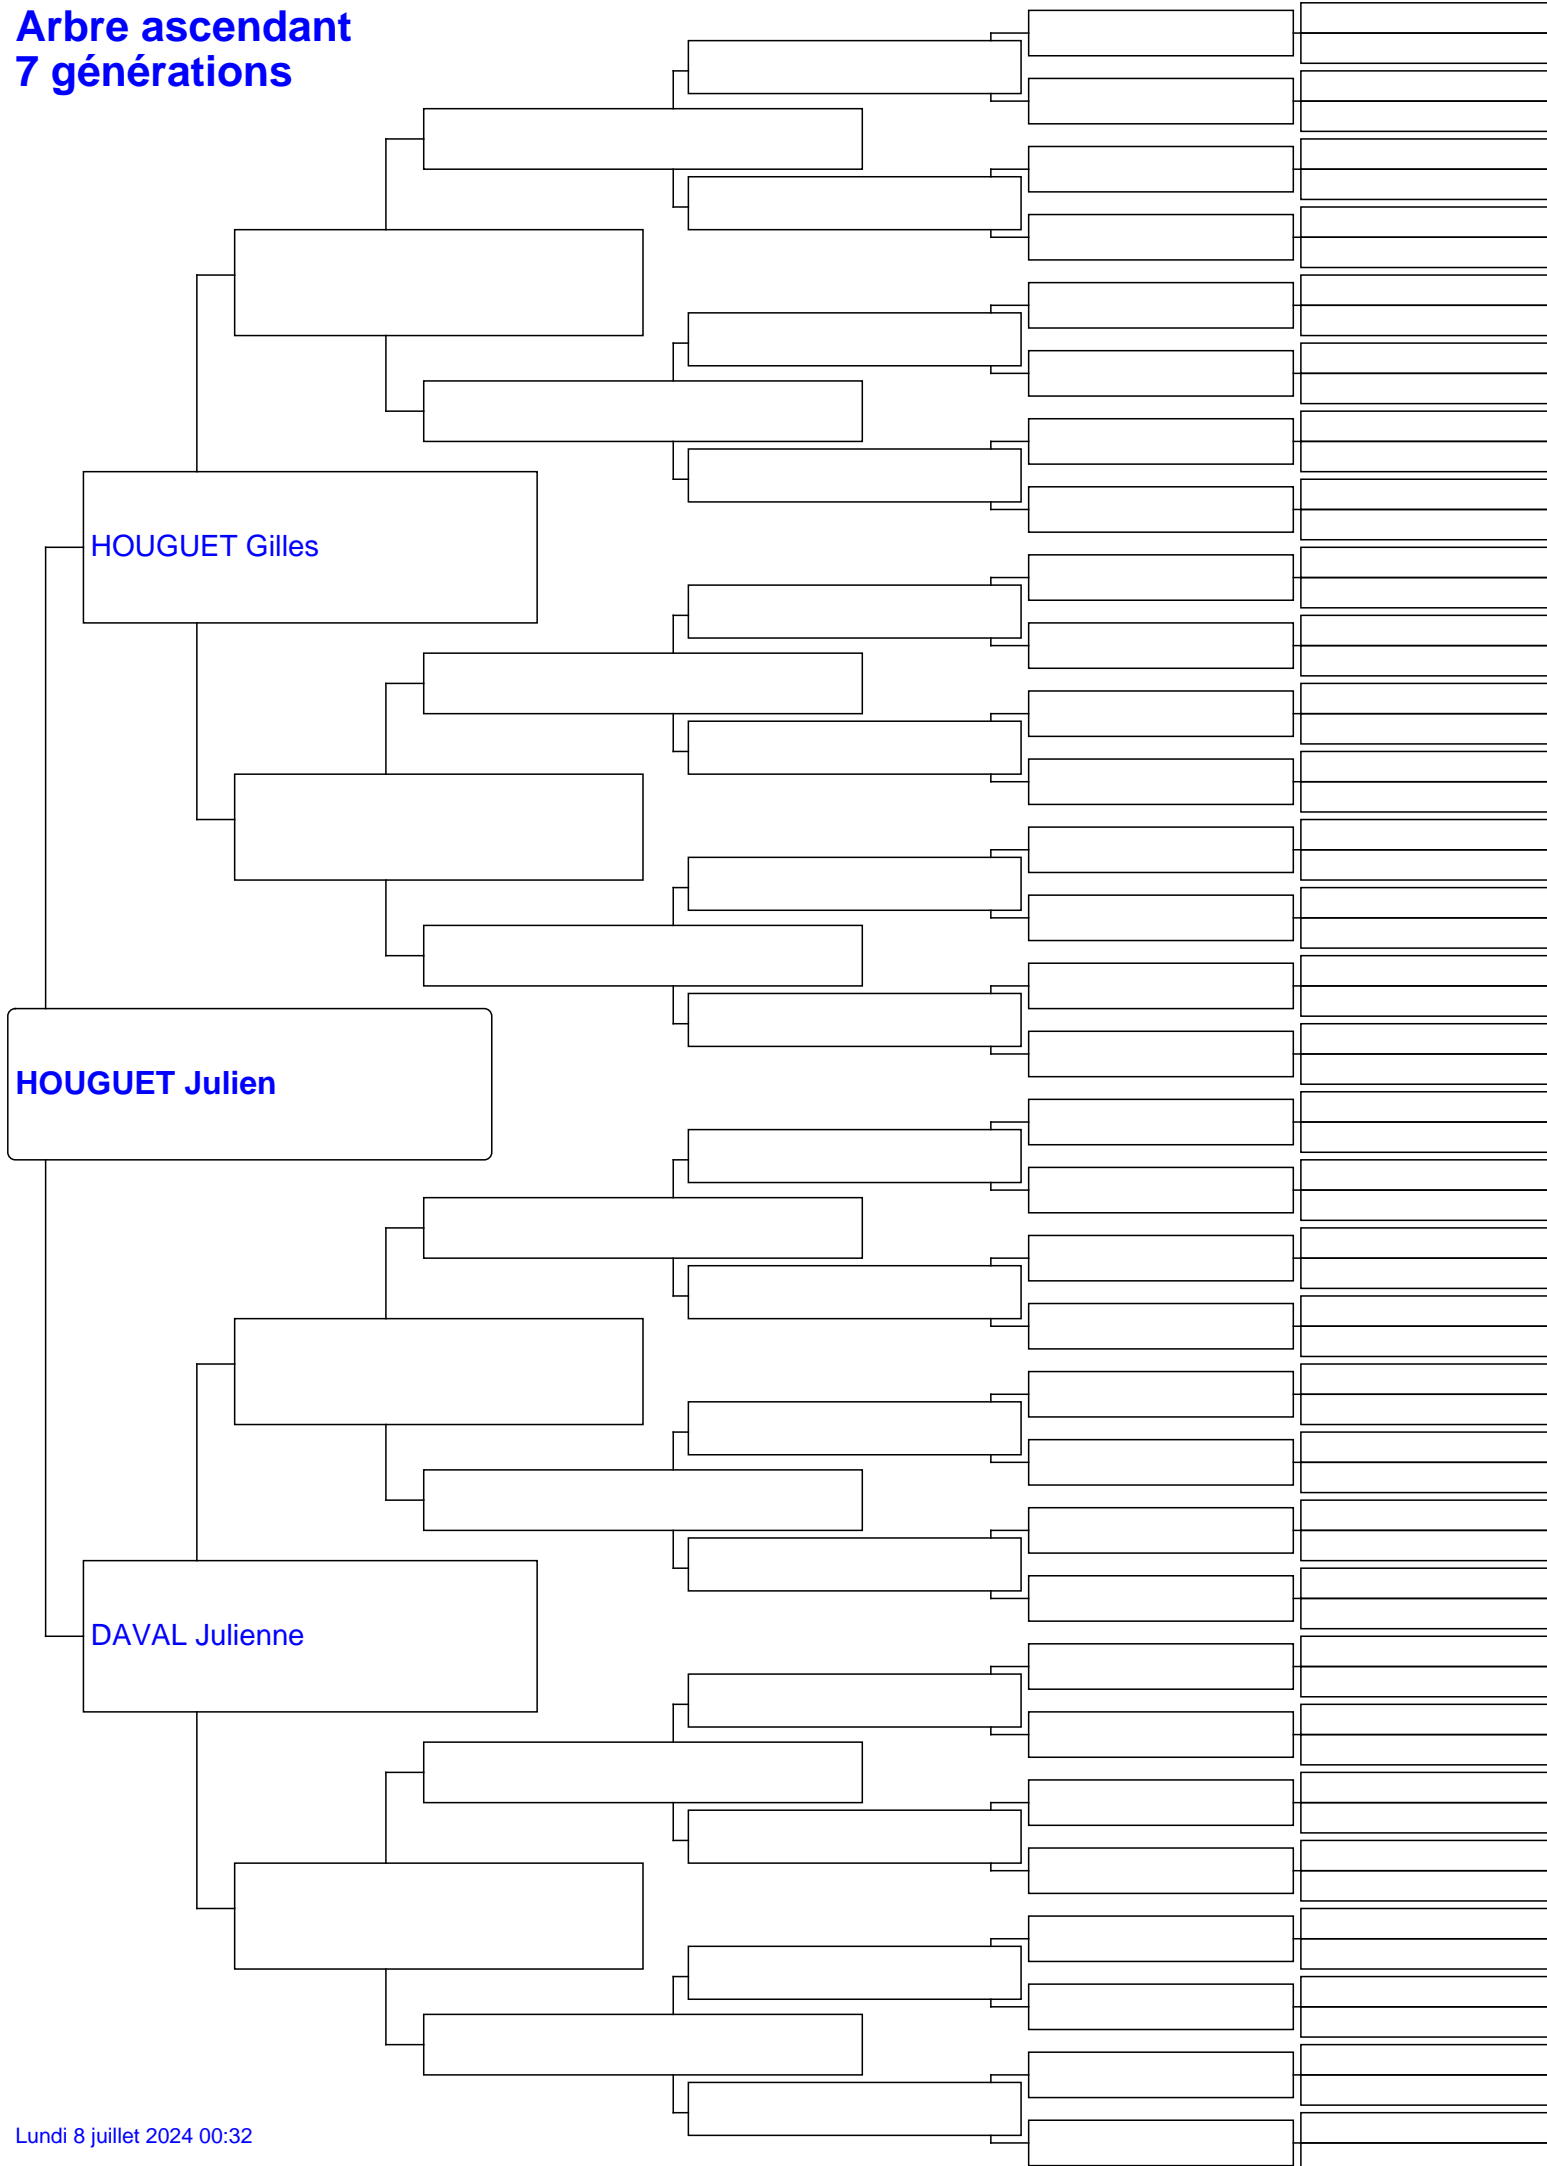 Arbre ascendant
7 générations
HOUGUET Gilles
HOUGUET Julien
DAVAL Julienne
Lundi 8 juillet 2024 00:32